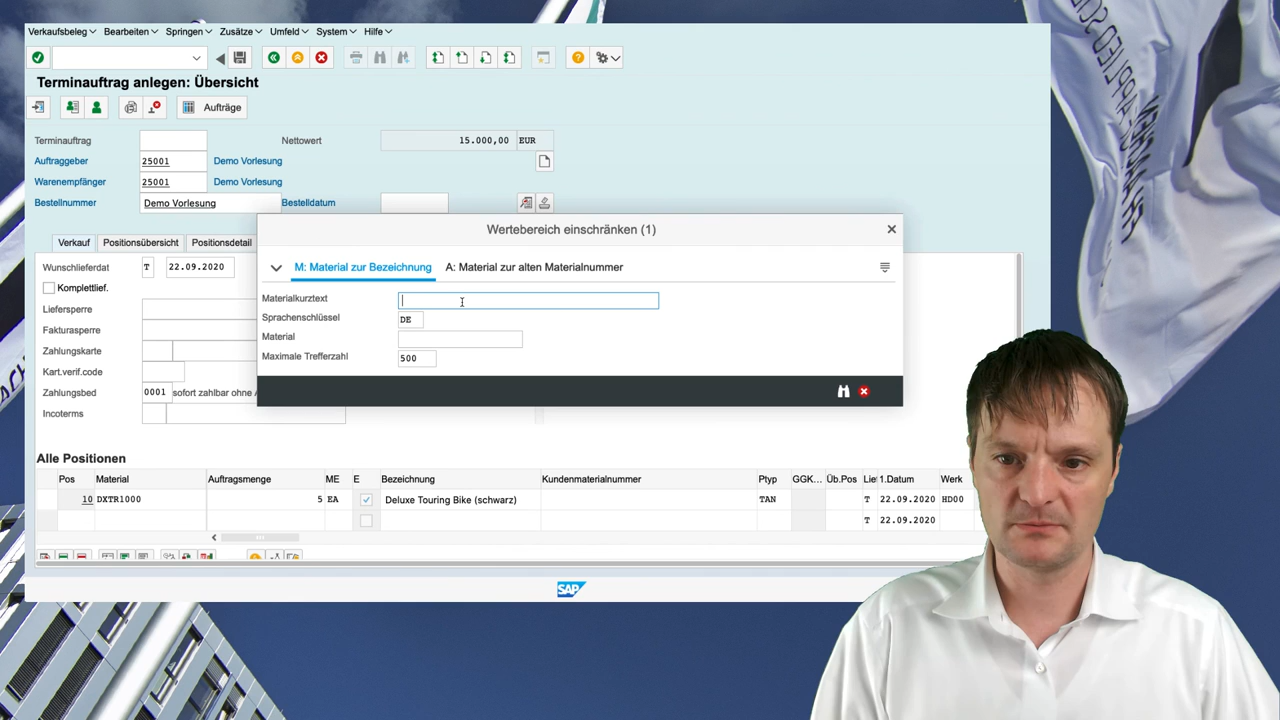 Verkaufsbeleg Bearbeiten Springen Zusätze Umfeld System Hilfe
Terminauftrag anlegen: Übersicht
Aufträge
Terminauftrag Nettowert 15.000,00 EUR
Auftraggeber 25001 Demo Vorlesung
Warenempfänger 25001 Demo Vorlesung
Bestellnummer Demo Vorlesung Bestelldatum
Wertebereich einschränken (1)
Verkauf Positionsübersicht Positionsdetail
M: Material zur Bezeichnung A: Material zur alten Materialnummer
Wunschlieferdat T 22.09.2020
Komplettlief.
Liefersperre
Fakturasperre
Zahlungskarte
Kart.verif.code
Zahlungsbed 0001 sofort zahlbar ohne
Incoterms
Materialkurztext
Sprachenschlüssel DE
Material
Maximale Trefferzahl 500
Alle Positionen
Pos Material Auftragsmenge ME E Bezeichnung Kundenmaterialnummer Ptyp GGK... Üb.Pos Lie 1.Datum Werk
10 DXTR1000 5 EA Deluxe Touring Bike (schwarz) TAN T 22.09.2020 HD00
T 22.09.2020
SAP